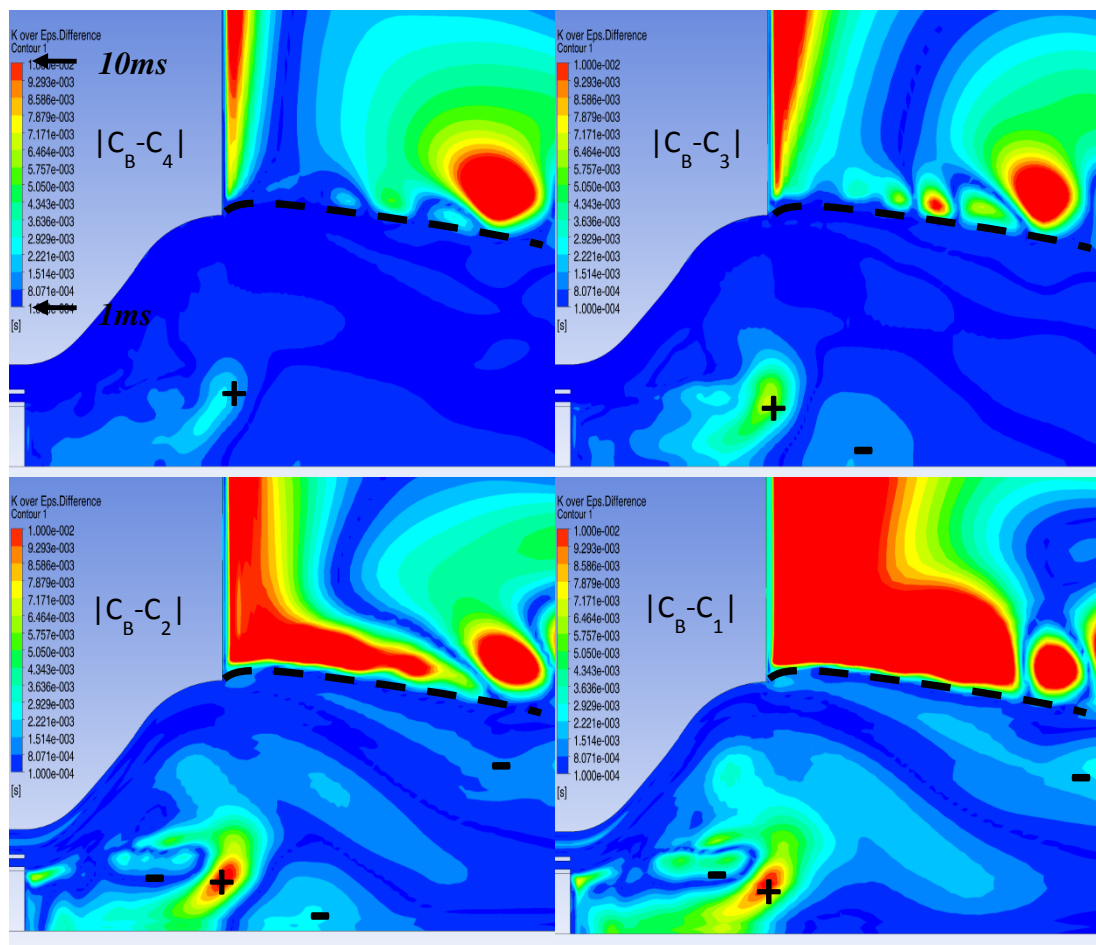 K over Eps.Difference
Contour 1
10ms
1.000e-002
9.293e-003
8.586e-003
7.879e-003
7.171e-003
6.464e-003
5.757e-003
5.050e-003
4.343e-003
3.636e-003
2.929e-003
2.221e-003
1.514e-003
8.071e-004
1.000e-004
1ms
[s]
|C_B-C_4|
+
K over Eps.Difference
Contour 1
1.000e-002
9.293e-003
8.586e-003
7.879e-003
7.171e-003
6.464e-003
5.757e-003
5.050e-003
4.343e-003
3.636e-003
2.929e-003
2.221e-003
1.514e-003
8.071e-004
1.000e-004
[s]
|C_B-C_3|
+
-
K over Eps.Difference
Contour 1
1.000e-002
9.293e-003
8.586e-003
7.879e-003
7.171e-003
6.464e-003
5.757e-003
5.050e-003
4.343e-003
3.636e-003
2.929e-003
2.221e-003
1.514e-003
8.071e-004
1.000e-004
[s]
|C_B-C_2|
-
-
+
-
K over Eps.Difference
Contour 1
1.000e-002
9.293e-003
8.586e-003
7.879e-003
7.171e-003
6.464e-003
5.757e-003
5.050e-003
4.343e-003
3.636e-003
2.929e-003
2.221e-003
1.514e-003
8.071e-004
1.000e-004
[s]
|C_B-C_1|
-
-
+